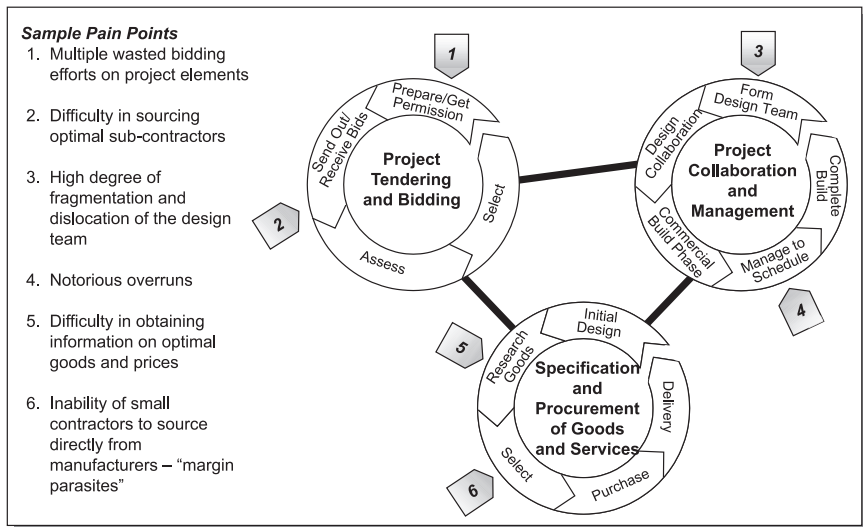 Sample Pain Points
1. Multiple wasted bidding
efforts on project elements
2. Difficulty in sourcing
optimal sub-contractors
3. High degree of
fragmentation and
dislocation of the design
team
4. Notorious overruns
5. Difficulty in obtaining
information on optimal
goods and prices
6. Inability of small
contractors to source
directly from
manufacturers – “margin
parasites”
1
2
Prepare/Get
Permission
Send Out/
Receive Bids
Select
Assess
Project
Tendering
and Bidding
3
4
Form
Design Team
Design
Collaboration
Complete
Build
Commercial
Build Phase
Manage to
Schedule
Project
Collaboration
and
Management
5
6
Initial
Design
Research
Goods
Delivery
Select
Purchase
Specification
and
Procurement
of Goods
and Services